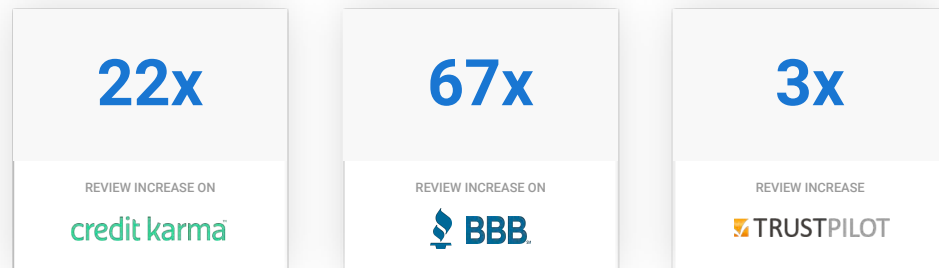 22x
REVIEW INCREASE ON
credit karma
67x
REVIEW INCREASE ON
BBB
3x
REVIEW INCREASE
TRUSTPILOT